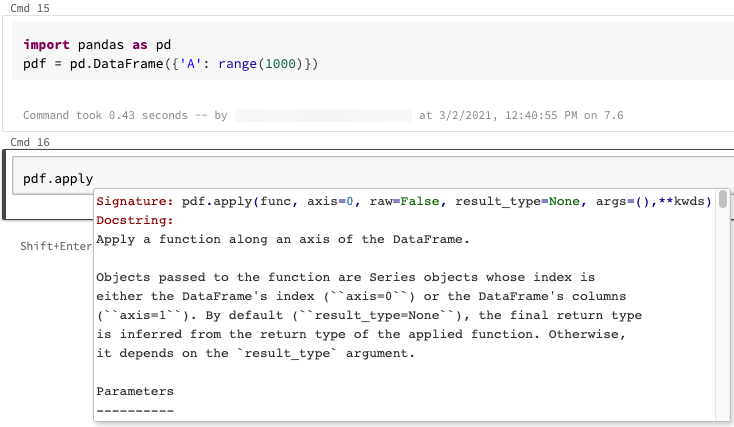 Cmd 15
import pandas as pd
pdf = pd.DataFrame({'A': range(1000)})
Command took 0.43 seconds -- by at 3/2/2021, 12:40:55 PM on 7.6
Cmd 16
pdf.apply
Shift+Enter
Signature: pdf.apply(func, axis=0, raw=False, result_type=None, args=(),**kwds)
Docstring:
Apply a function along an axis of the DataFrame.
Objects passed to the function are Series objects whose index is
either the DataFrame's index (``axis=0``) or the DataFrame's columns
(``axis=1``). By default (``result_type=None``), the final return type
is inferred from the return type of the applied function. Otherwise,
it depends on the `result_type` argument.
Parameters
----------